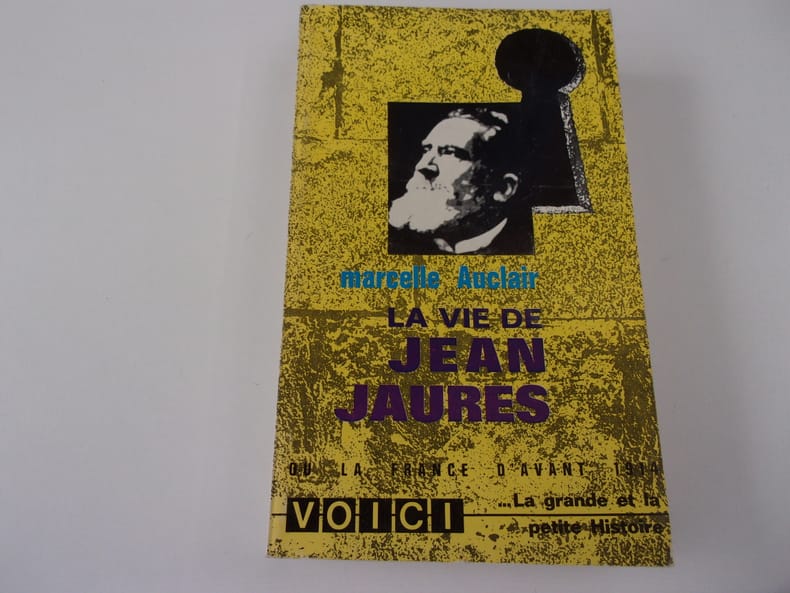 marcelle Auclair
LA VIE DE
JEAN
JAURES
OU LA FRANCE D'AVANT 1914
VOICI
...La grande et la
petite Histoire